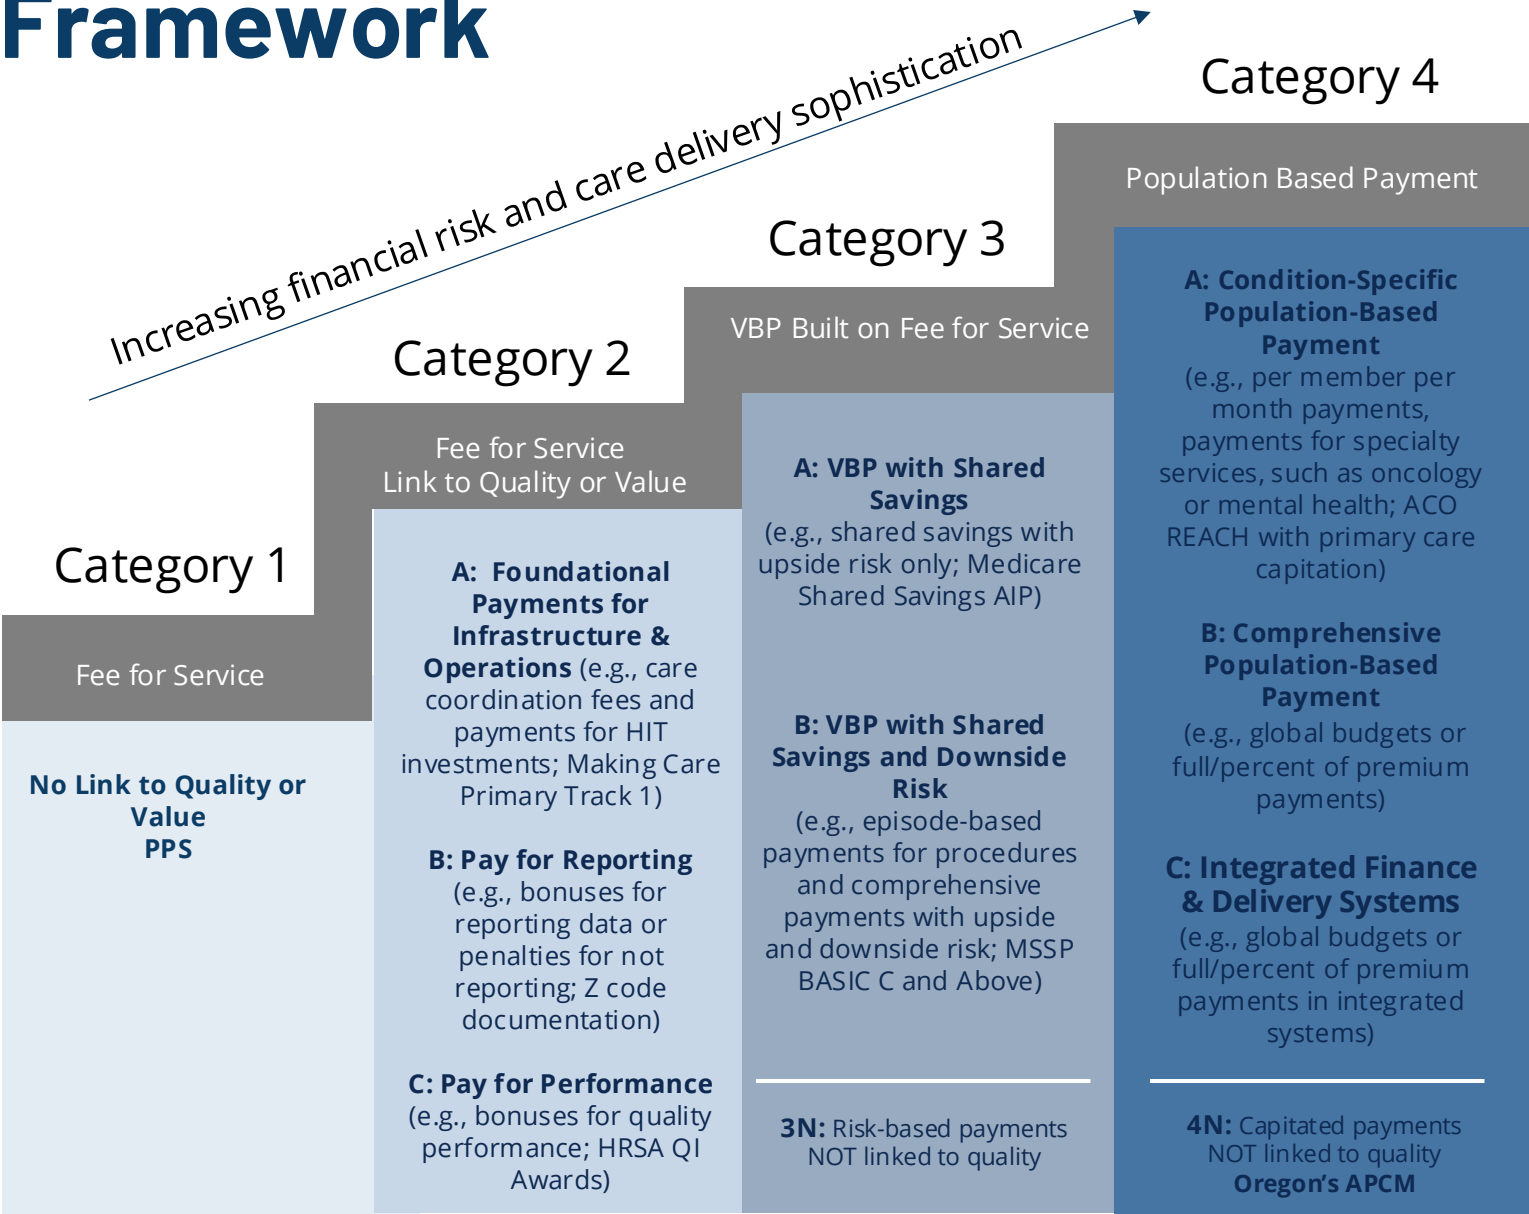 Framework
Increasing financial risk and care delivery sophistication
Category 1
Fee for Service
No Link to Quality or
Value
PPS
Category 2
Fee for Service
Link to Quality or Value
A: Foundational
Payments for
Infrastructure &
Operations (e.g., care
coordination fees and
payments for HIT
investments; Making Care
Primary Track 1)
B: Pay for Reporting
(e.g., bonuses for
reporting data or
penalties for not
reporting; Z code
documentation)
C: Pay for Performance
(e.g., bonuses for quality
performance; HRSA QI
Awards)
Category 3
VBP Built on Fee for Service
A: VBP with Shared
Savings
(e.g., shared savings with
upside risk only; Medicare
Shared Savings AIP)
B: VBP with Shared
Savings and Downside
Risk
(e.g., episode-based
payments for procedures
and comprehensive
payments with upside
and downside risk; MSSP
BASIC C and Above)
3N: Risk-based payments
NOT linked to quality
Category 4
Population Based Payment
A: Condition-Specific
Population-Based
Payment
(e.g., per member per
month payments,
payments for specialty
services, such as oncology
or mental health; ACO
REACH with primary care
capitation)
B: Comprehensive
Population-Based
Payment
(e.g., global budgets or
full/percent of premium
payments)
C: Integrated Finance
& Delivery Systems
(e.g., global budgets or
full/percent of premium
payments in integrated
systems)
4N: Capitated payments
NOT linked to quality
Oregon’s APCM